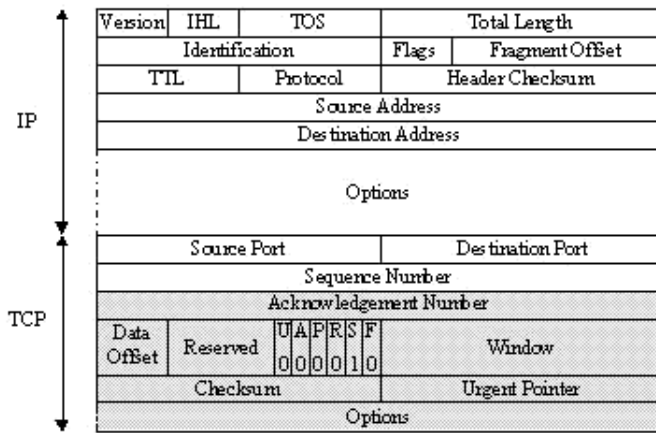 Version IHL TOS Total Length
Identification Flags Fragment Offset
TTL Protocol Header Checksum
Source Address
IP
Destination Address
Options
Source Port Destination Port
Sequence Number
Acknowledgement Number
TCP
Data Offset Reserved U A P R S F Window
0 0 0 0 1 0
Checksum Urgent Pointer
Options